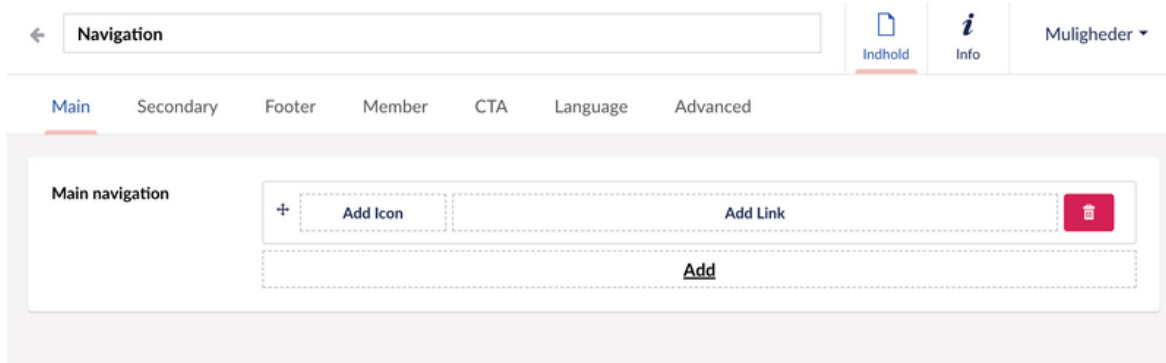 Navigation
Indhold
Info
Muligheder
Main Secondary Footer Member CTA Language Advanced
Main navigation
Add Icon Add Link
Add